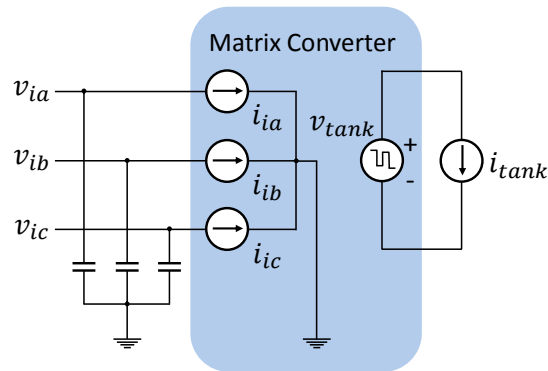 Matrix Converter
v_ia
i_ia
v_tank
+
-
i_tank
v_ib
i_ib
v_ic
i_ic